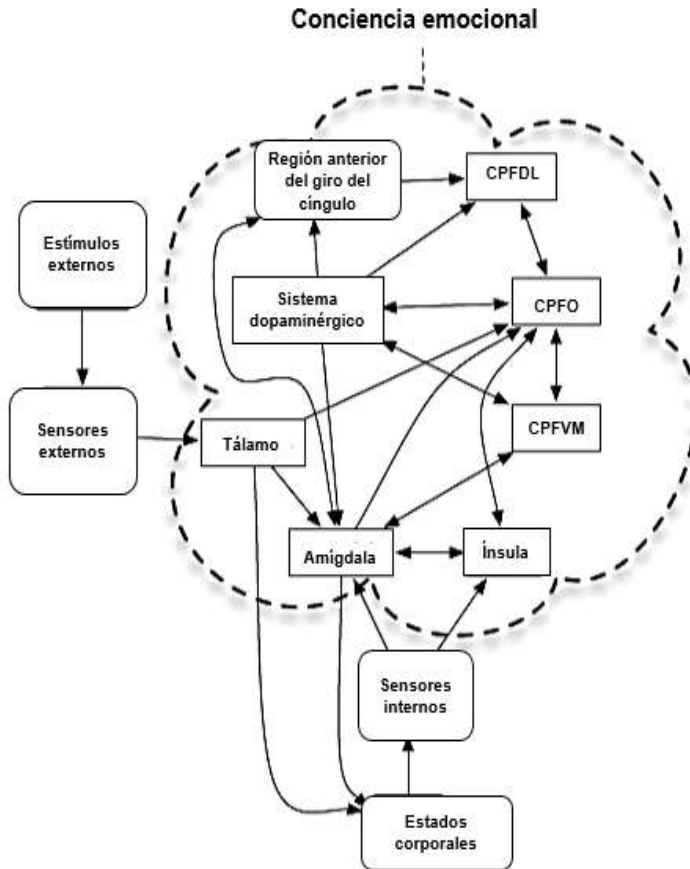 Conciencia emocional
Región anterior
del giro del
cíngulo
CPFDL
Estímulos
externos
Sistema
dopaminérgico
CPFO
Sensores
externos
Tálamo
CPFVM
Amígdala
Ínsula
Sensores
internos
Estados
corporales